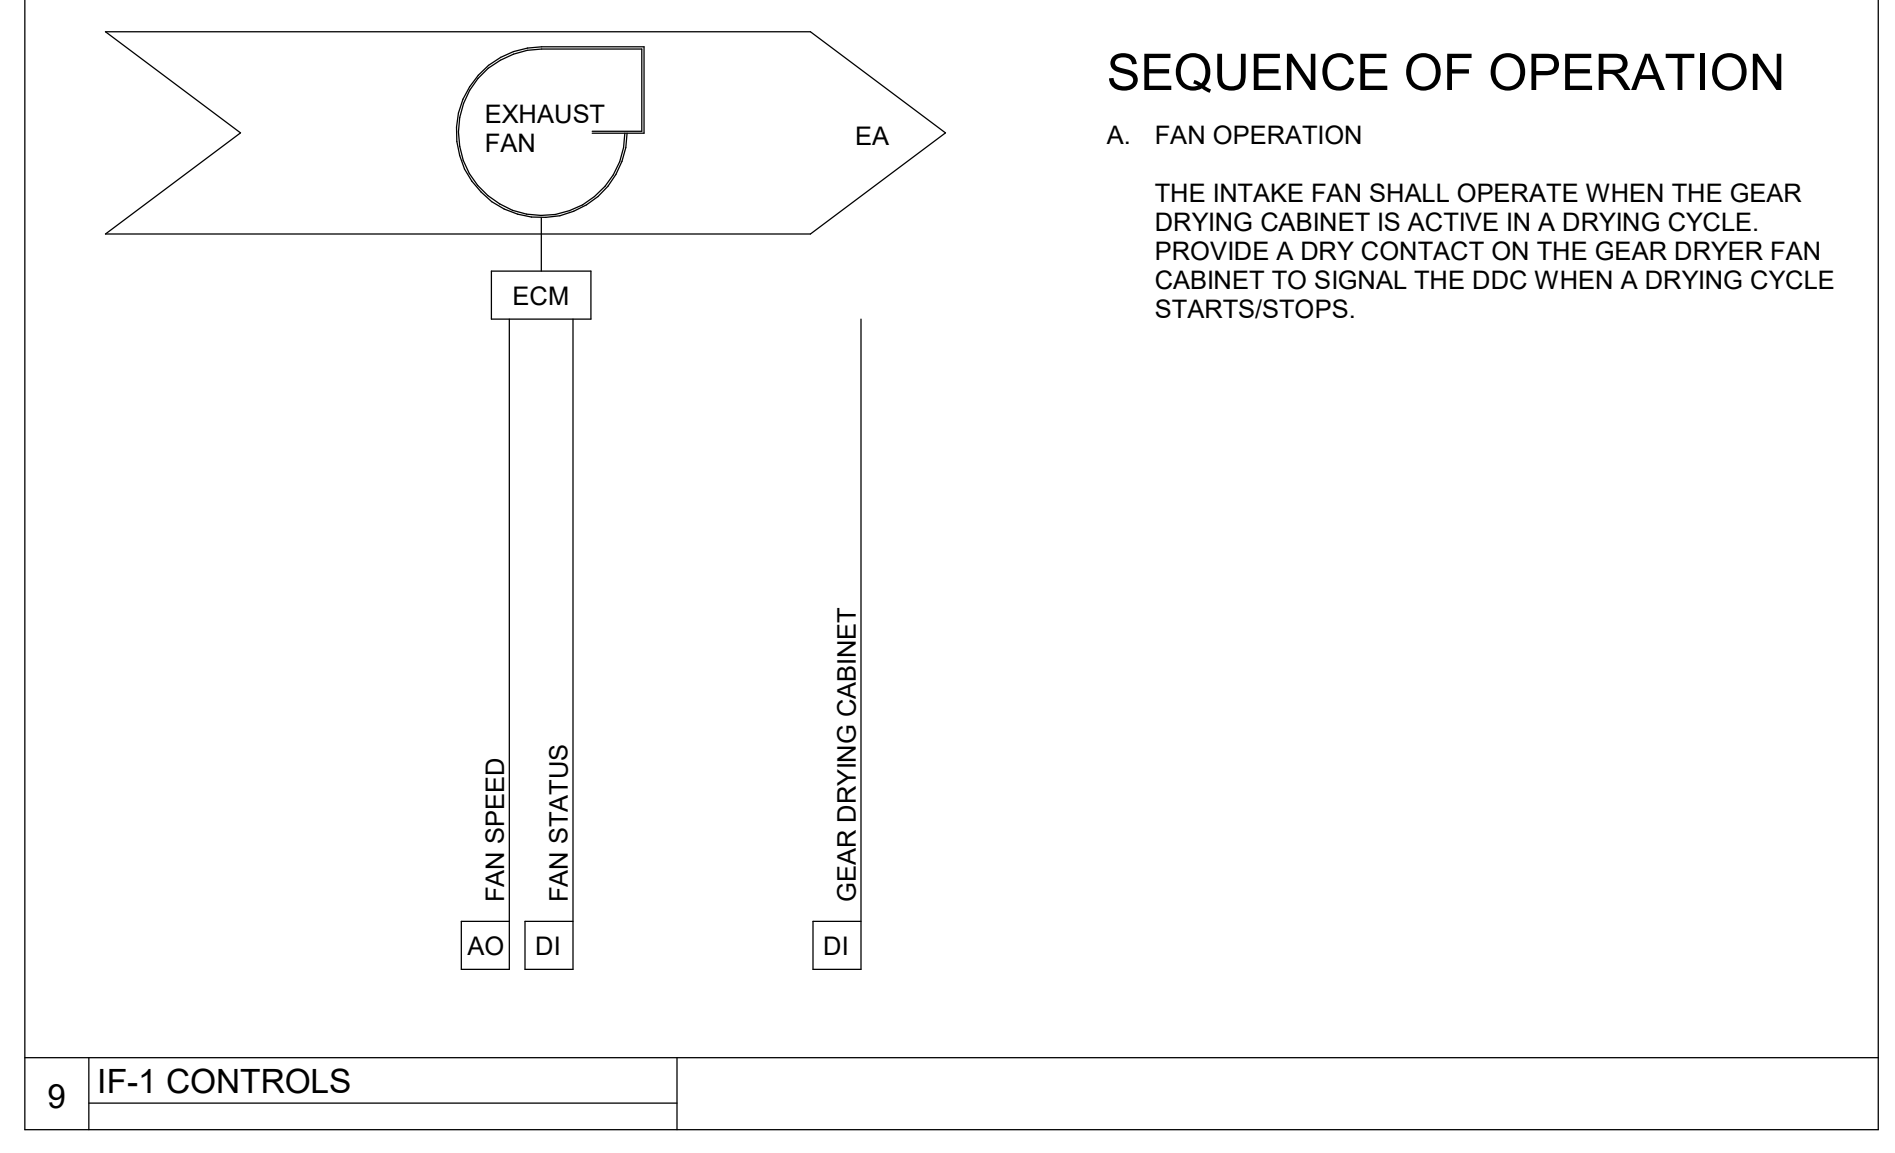 EXHAUST
FAN
EA
ECM
FAN SPEED
FAN STATUS
GEAR DRYING CABINET
AO
DI
DI
SEQUENCE OF OPERATION
A. FAN OPERATION
THE INTAKE FAN SHALL OPERATE WHEN THE GEAR
DRYING CABINET IS ACTIVE IN A DRYING CYCLE.
PROVIDE A DRY CONTACT ON THE GEAR DRYER FAN
CABINET TO SIGNAL THE DDC WHEN A DRYING CYCLE
STARTS/STOPS.
9
IF-1 CONTROLS